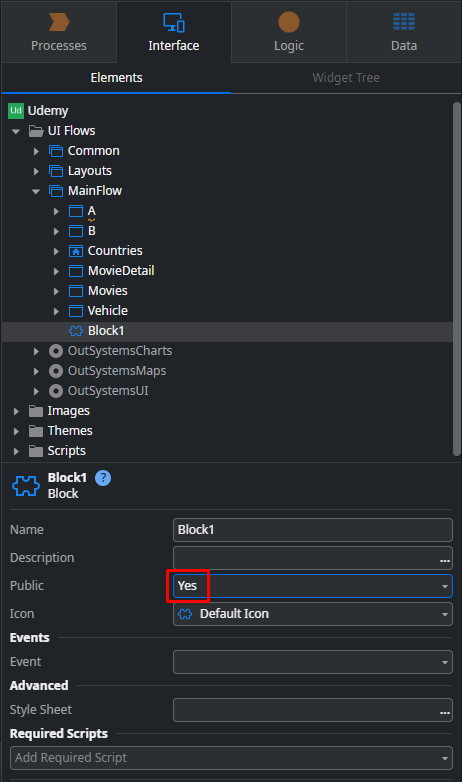 Processes
Interface
Logic
Data
Elements
Widget Tree
Ud Udemy
UI Flows
Common
Layouts
MainFlow
A
B
Countries
MovieDetail
Movies
Vehicle
Block1
OutSystemsCharts
OutSystemsMaps
OutSystemsUI
Images
Themes
Scripts
Block1 ?
Block
Name Block1
Description ...
Public Yes
Icon Default Icon
Events
Event
Advanced
Style Sheet ...
Required Scripts
Add Required Script